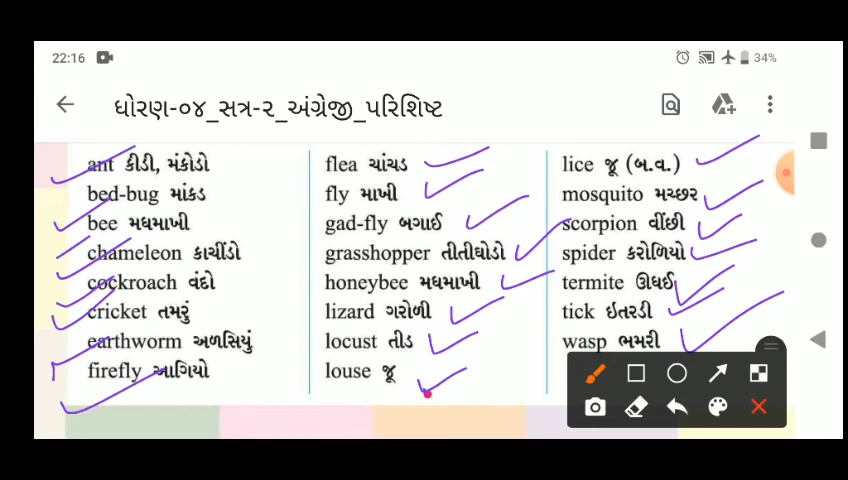 22:16
34%
ધોરણ-૦૪_સત્ર-૨_અંગ્રેજી_પરિશિષ્ટ
ant કીડી, મંકોડો
bed-bug માંકડ
bee મધમાખી
chameleon કાચીંડો
cockroach વંદો
cricket તમરું
earthworm અળસિયું
firefly આગિયો
flea ચાંચડ
fly માખી
gad-fly બગાઈ
grasshopper તીતીઘોડો
honeybee મધમાખી
lizard ગરોળી
locust તીડ
louse જૂ
lice જૂ (બ.વ.)
mosquito મચ્છર
scorpion વીંછી
spider કરોળિયો
termite ઊધઈ
tick ઇતરડી
wasp ભમરી